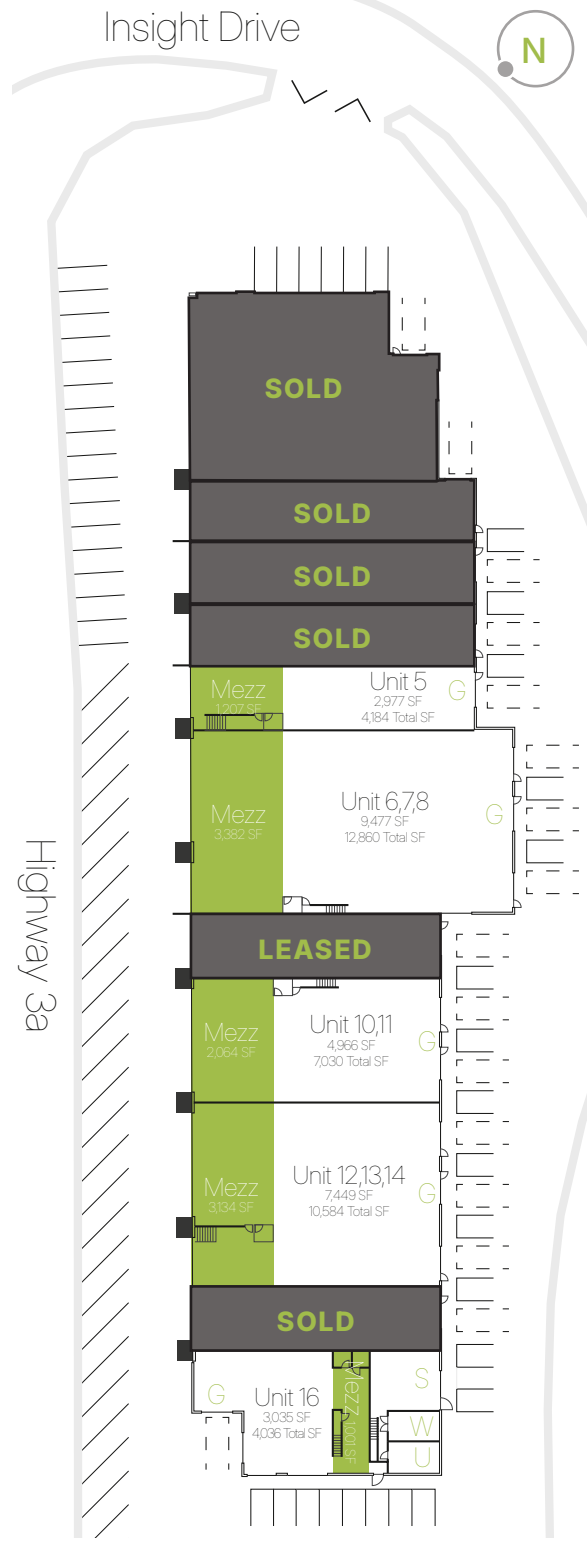 Insight Drive
N
SOLD
SOLD
SOLD
SOLD
Mezz
1,207 SF
Unit 5
2,977 SF
4,184 Total SF
G
Mezz
3,382 SF
Unit 6,7,8
9,477 SF
12,860 Total SF
G
Highway 3a
LEASED
Mezz
2,064 SF
Unit 10,11
4,966 SF
7,030 Total SF
G
Mezz
3,134 SF
Unit 12,13,14
7,449 SF
10,584 Total SF
G
SOLD
G
Unit 16
3,035 SF
4,036 Total SF
Mezz
1,001 SF
S
W
U